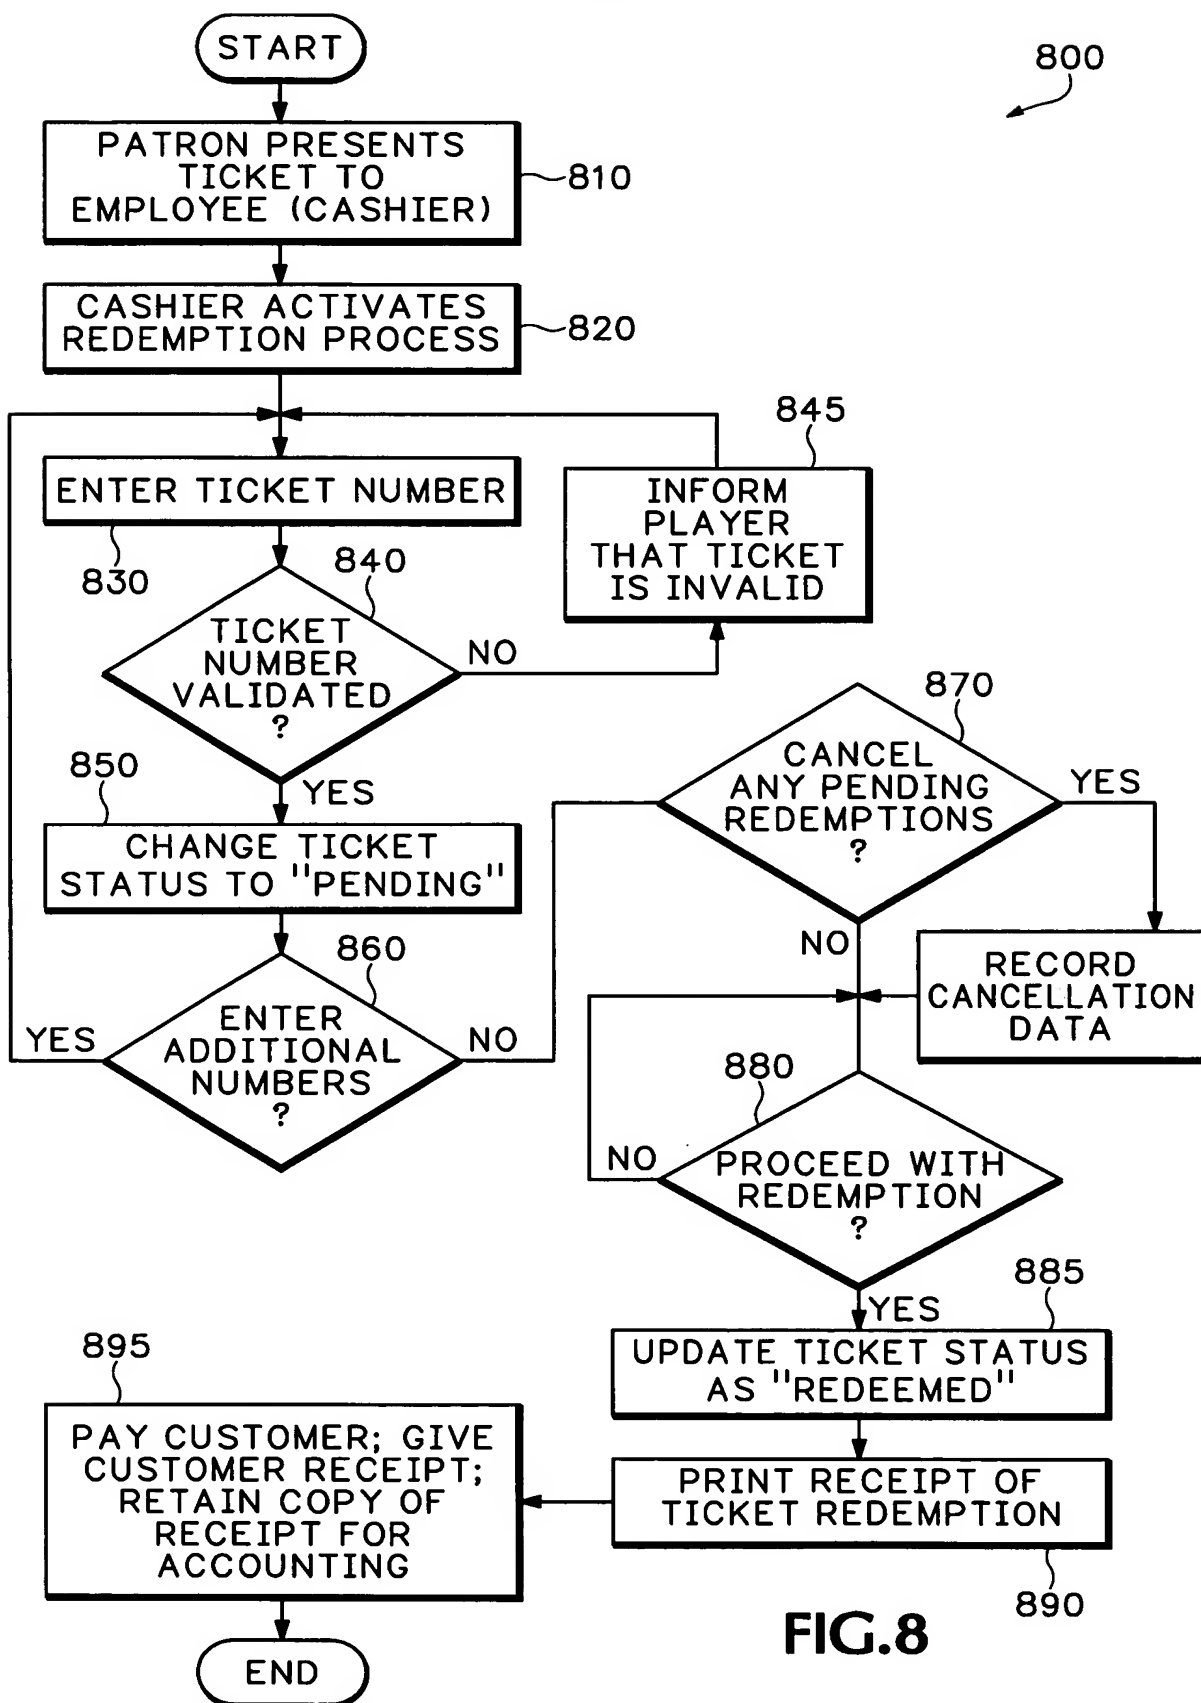 START
800
PATRON PRESENTS
TICKET TO
EMPLOYEE (CASHIER)
810
CASHIER ACTIVATES
REDEMPTION PROCESS
820
845
ENTER TICKET NUMBER
830
INFORM
PLAYER
THAT TICKET
IS INVALID
840
TICKET
NUMBER
VALIDATED
?
NO
YES
850
CHANGE TICKET
STATUS TO "PENDING"
860
ENTER
ADDITIONAL
NUMBERS
?
YES
NO
870
CANCEL
ANY PENDING
REDEMPTIONS
?
YES
NO
RECORD
CANCELLATION
DATA
880
PROCEED WITH
REDEMPTION
?
NO
YES
885
UPDATE TICKET STATUS
AS "REDEEMED"
PRINT RECEIPT OF
TICKET REDEMPTION
890
895
PAY CUSTOMER; GIVE
CUSTOMER RECEIPT;
RETAIN COPY OF
RECEIPT FOR
ACCOUNTING
END
FIG.8